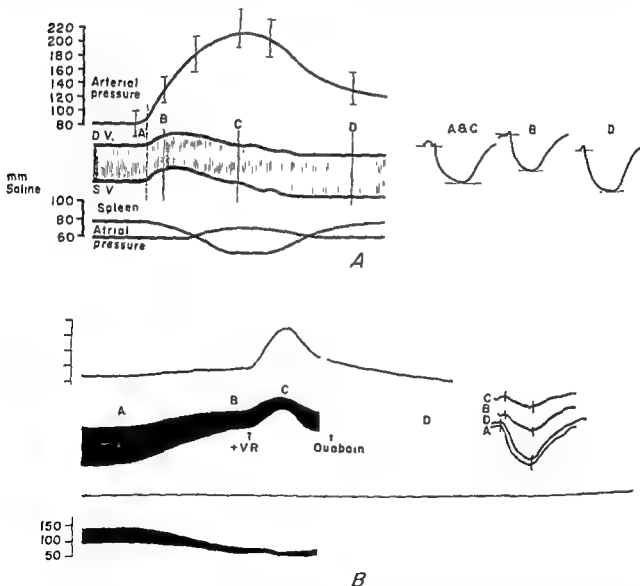 220
200
180
160
140
120
100
80
Arterial
pressure
A
B
C
D
D V.
S V
mm
Saline
100
80
60
Spleen
Atrial
pressure
A & C
B
D
A
A
B
C
D
+VR
Ouabain
C
B
D
A
150
100
50
B